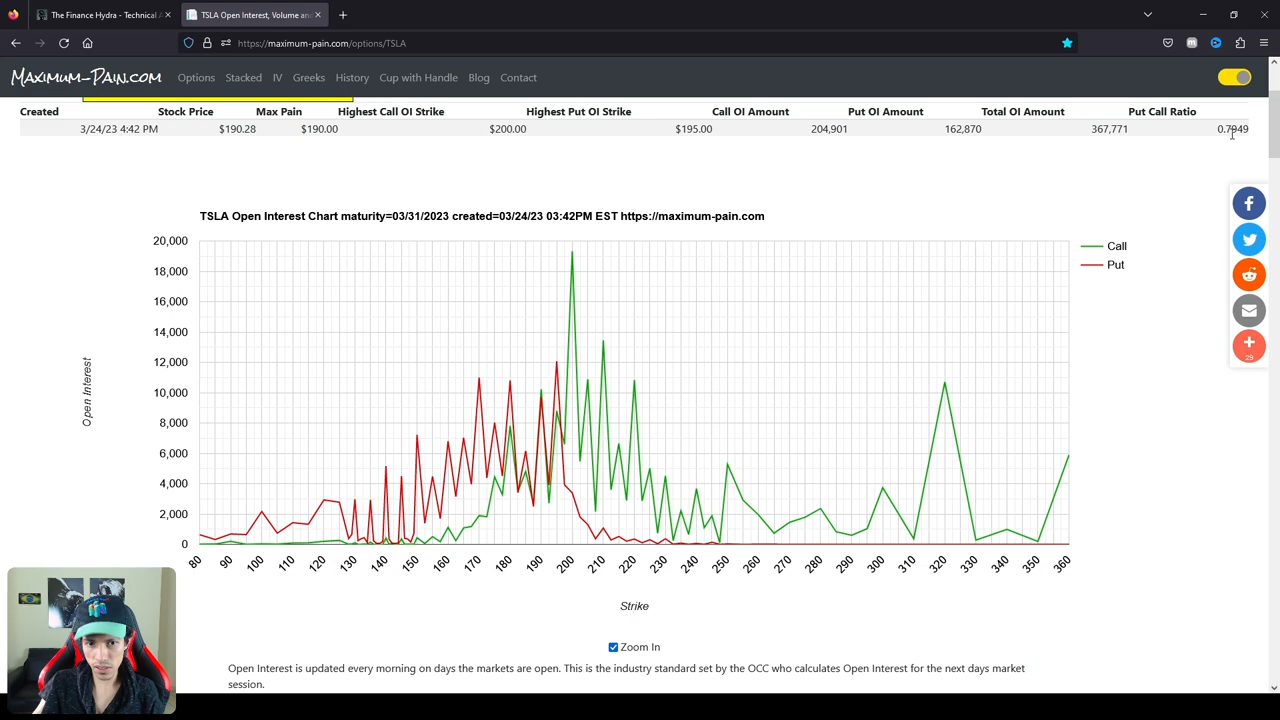 The Finance Hydra - Technical A
TSLA Open Interest, Volume an
https://maximum-pain.com/options/TSLA
Maximum-Pain.com
Options Stacked IV Greeks History Cup with Handle Blog Contact
Created Stock Price Max Pain Highest Call OI Strike Highest Put OI Strike Call OI Amount Put OI Amount Total OI Amount Put Call Ratio
3/24/23 4:42 PM $190.28 $190.00 $200.00 $195.00 204,901 162,870 367,771 0.7949
TSLA Open Interest Chart maturity=03/31/2023 created=03/24/23 03:42PM EST https://maximum-pain.com
20,000
18,000
16,000
14,000
12,000
10,000
8,000
6,000
4,000
2,000
0
Open Interest
Call
Put
80 90 100 110 120 130 140 150 160 170 180 190 200 210 220 230 240 250 260 270 280 290 300 310 320 330 340 350 360
Strike
29
Zoom In
Open Interest is updated every morning on days the markets are open. This is the industry standard set by the OCC who calculates Open Interest for the next days market
session.